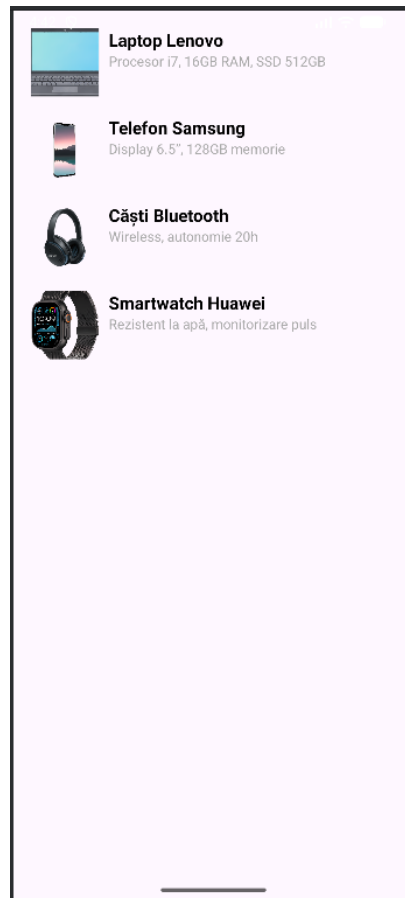 Laptop Lenovo
Procesor i7, 16GB RAM, SSD 512GB
Telefon Samsung
Display 6.5", 128GB memorie
Căști Bluetooth
Wireless, autonomie 20h
Smartwatch Huawei
Rezistent la apă, monitorizare puls